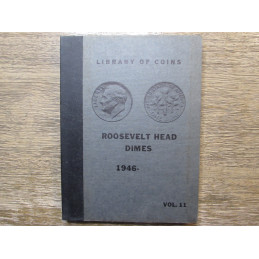 LIBRARY OF COINS
ROOSEVELT HEAD
DIMES
1946-
VOL. 11